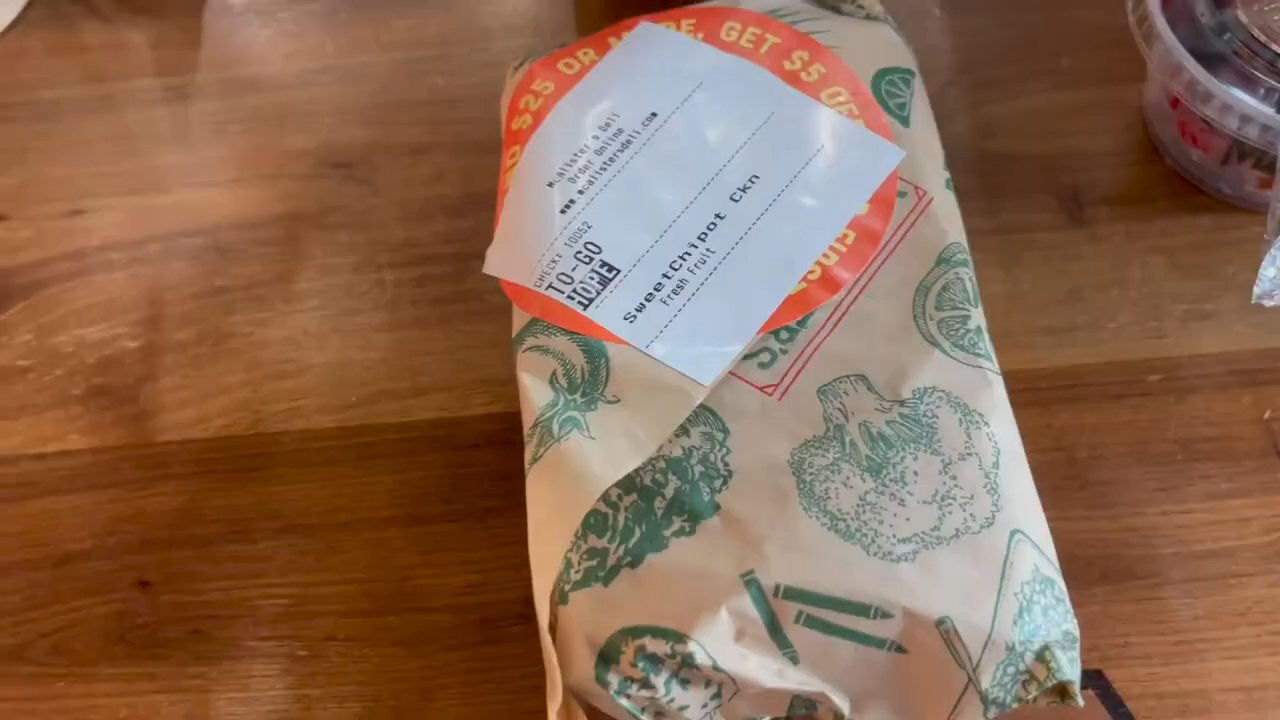 $25 OR MORE, GET $5 OFF
McAlister's Deli
Order Online
www.mcalistersdeli.com
CHECK: 10052
TO-GO
HOME
SweetChipot Ckn
Fresh Fruit